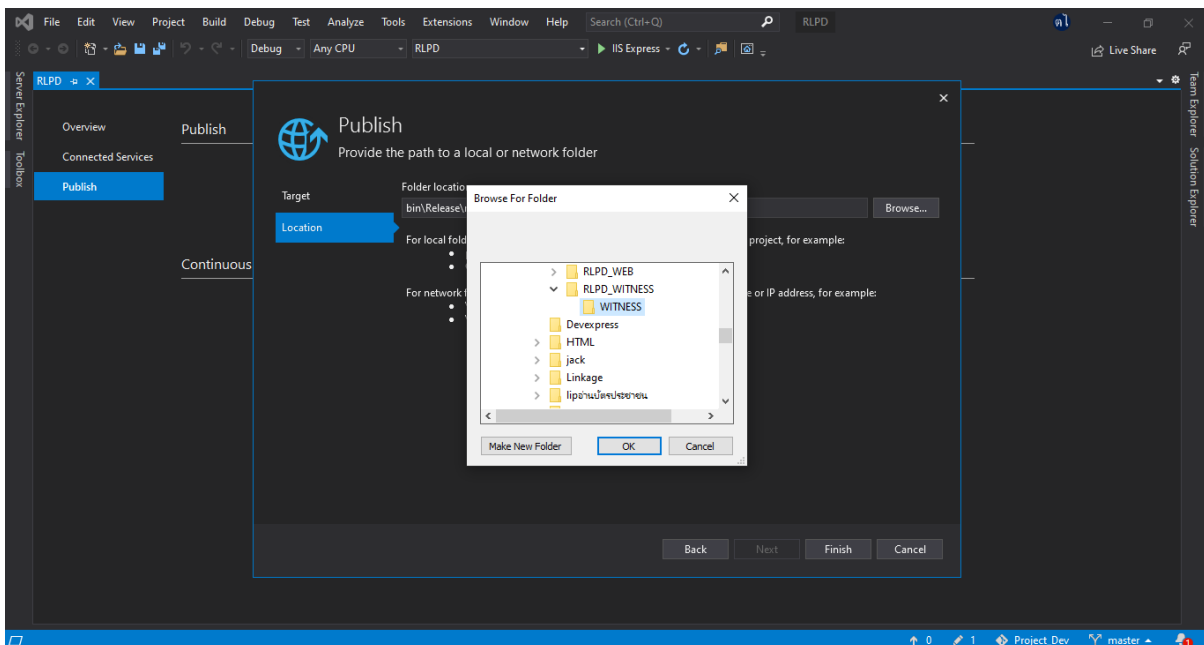 File Edit View Project Build Debug Test Analyze Tools Extensions Window Help Search (Ctrl+Q) RLPD
Debug Any CPU RLPD IIS Express Live Share
RLPD
Server Explorer
Toolbox
Team Explorer
Solution Explorer
Overview
Connected Services
Publish
Publish
Continuous
Publish
Provide the path to a local or network folder
Target
Location
Folder locatio
bin\Release\ Browse...
For local fold project, for example:
For network f e or IP address, for example:
Browse For Folder
RLPD_WEB
RLPD_WITNESS
WITNESS
Devexpress
HTML
jack
Linkage
lipอ่านบัตรประชาชน
Make New Folder OK Cancel
Back Next Finish Cancel
0 1 Project_Dev master